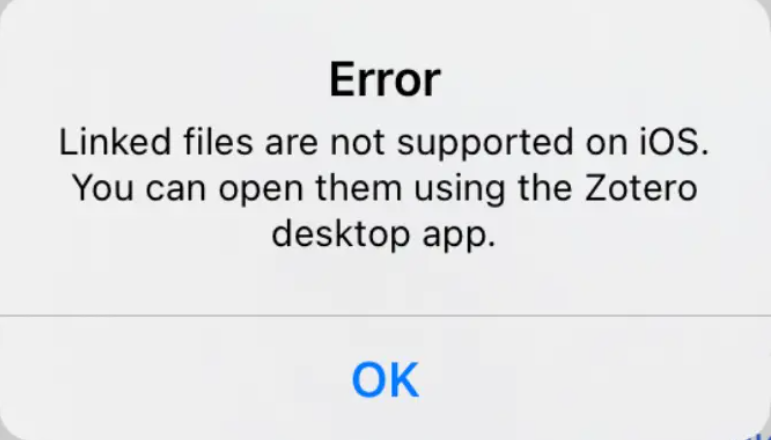 Error
Linked files are not supported on iOS.
You can open them using the Zotero
desktop app.
OK